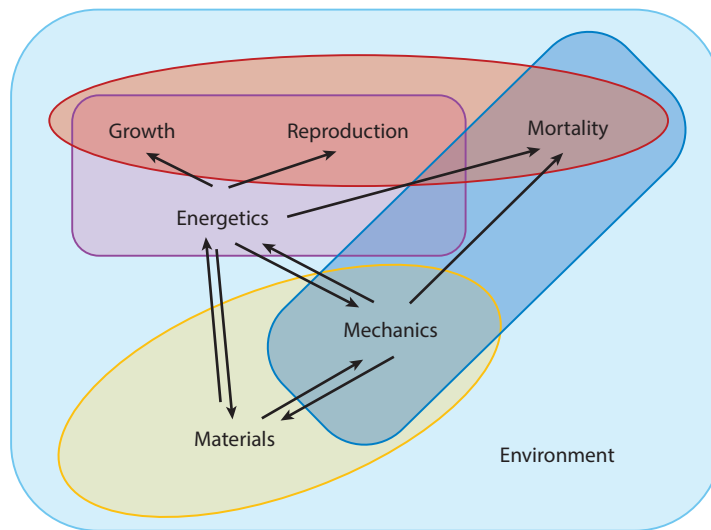 Growth
Reproduction
Mortality
Energetics
Mechanics
Materials
Environment